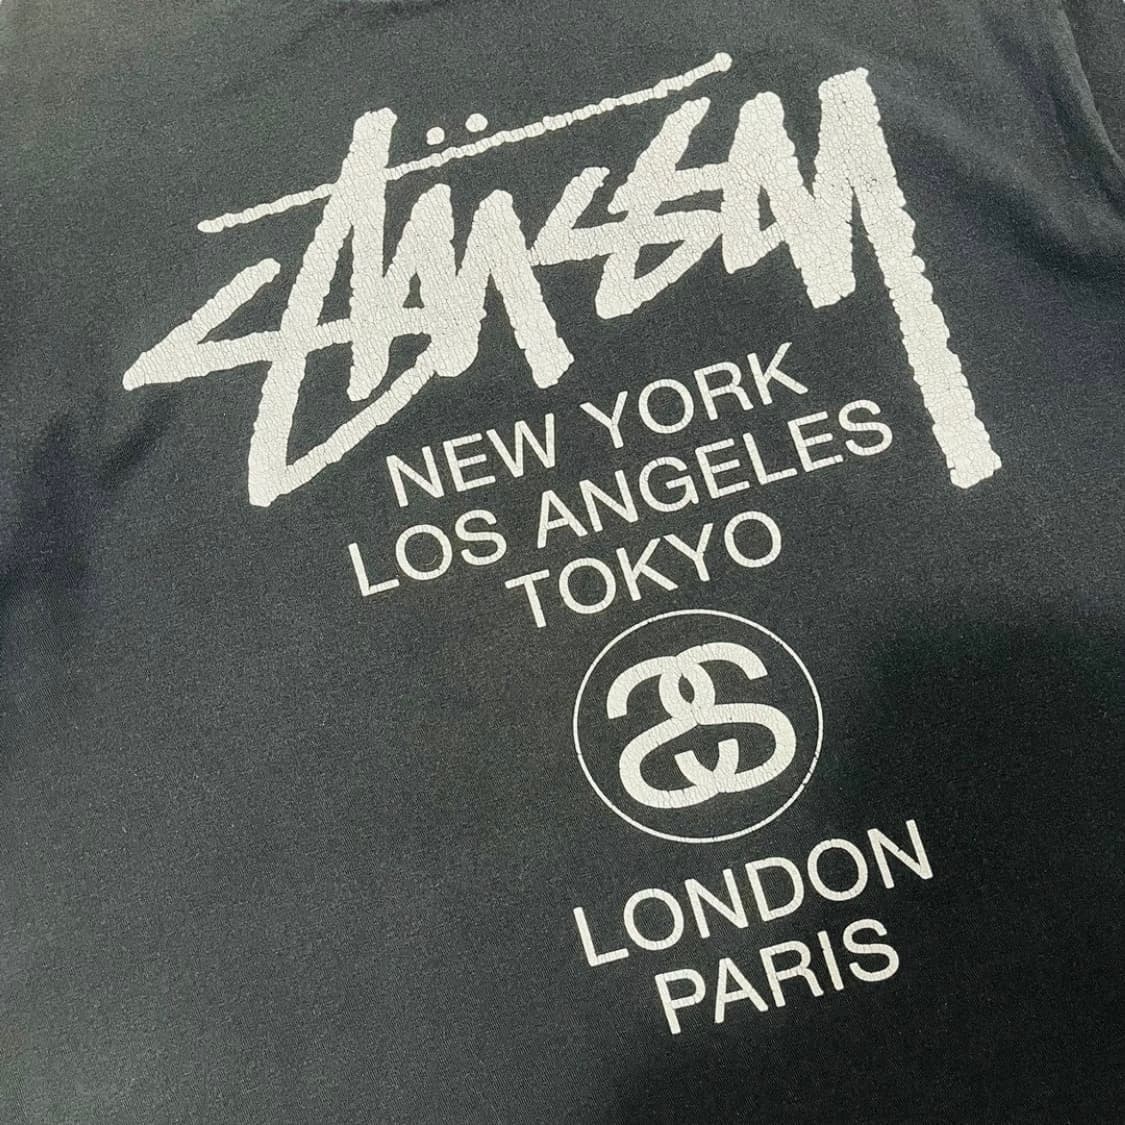 Stüssy
NEW YORK
LOS ANGELES
TOKYO
SS
LONDON
PARIS